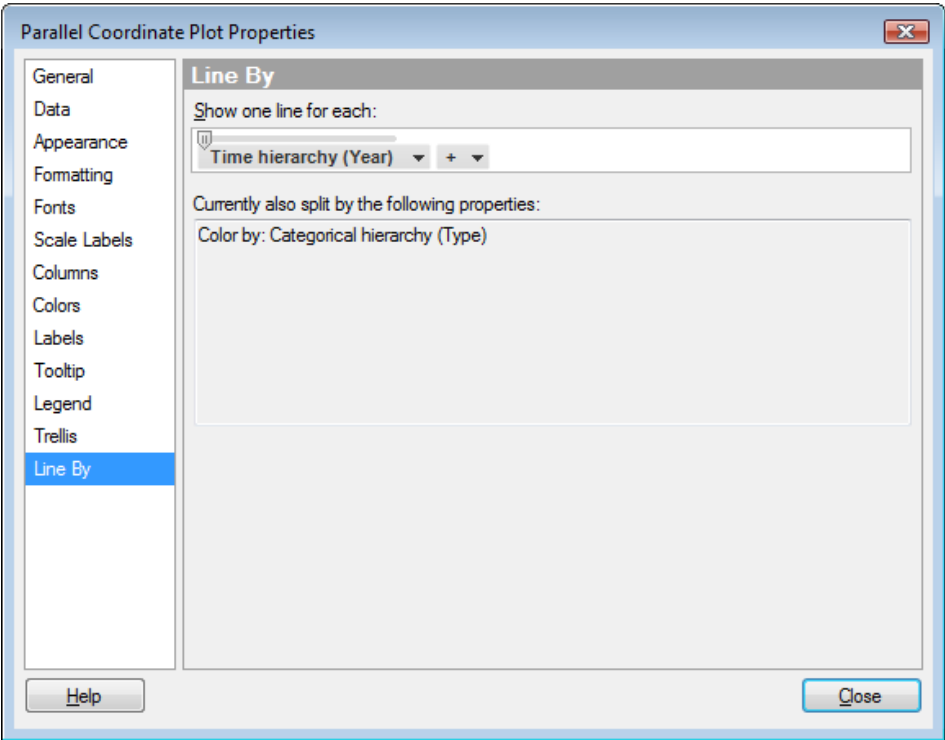 Parallel Coordinate Plot Properties
General
Data
Appearance
Formatting
Fonts
Scale Labels
Columns
Colors
Labels
Tooltip
Legend
Trellis
Line By
Line By
Show one line for each:
Time hierarchy (Year) +
Currently also split by the following properties:
Color by: Categorical hierarchy (Type)
Help
Close